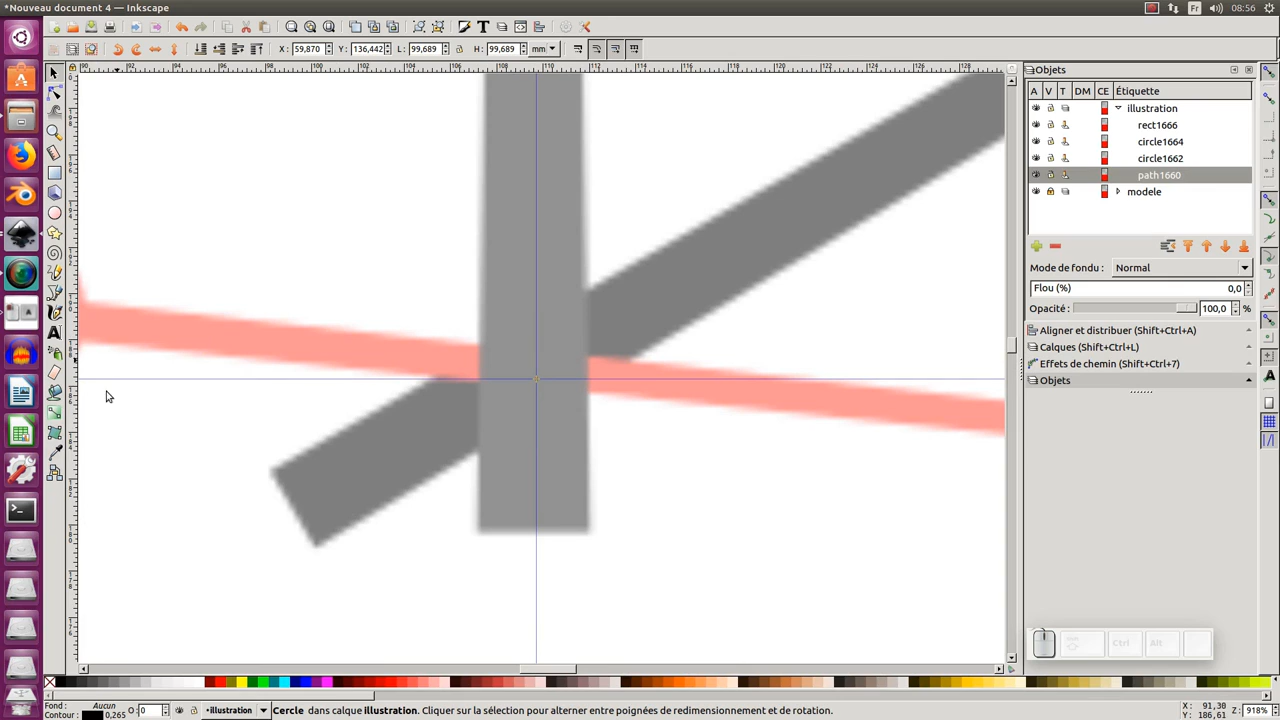 *Nouveau document 4 - Inkscape
Fr 08:56
X : 59,870 Y : 136,442 L : 99,689 H : 99,689 mm
Objets
A V T DM CE Étiquette
illustration
rect1666
circle1664
circle1662
path1660
modele
Mode de fondu : Normal
Flou (%) 0,0
Opacité : 100,0 %
Aligner et distribuer (Shift+Ctrl+A)
Calques (Shift+Ctrl+L)
Effets de chemin (Shift+Ctrl+7)
Objets
Ctrl Alt
Fond : Aucun O : 0 illustration Cercle dans calque illustration. Cliquer sur la sélection pour alterner entre poignées de redimensionnement et de rotation. X : 91,30 Z : 918%
Contour : 0,265 Y : 186,61